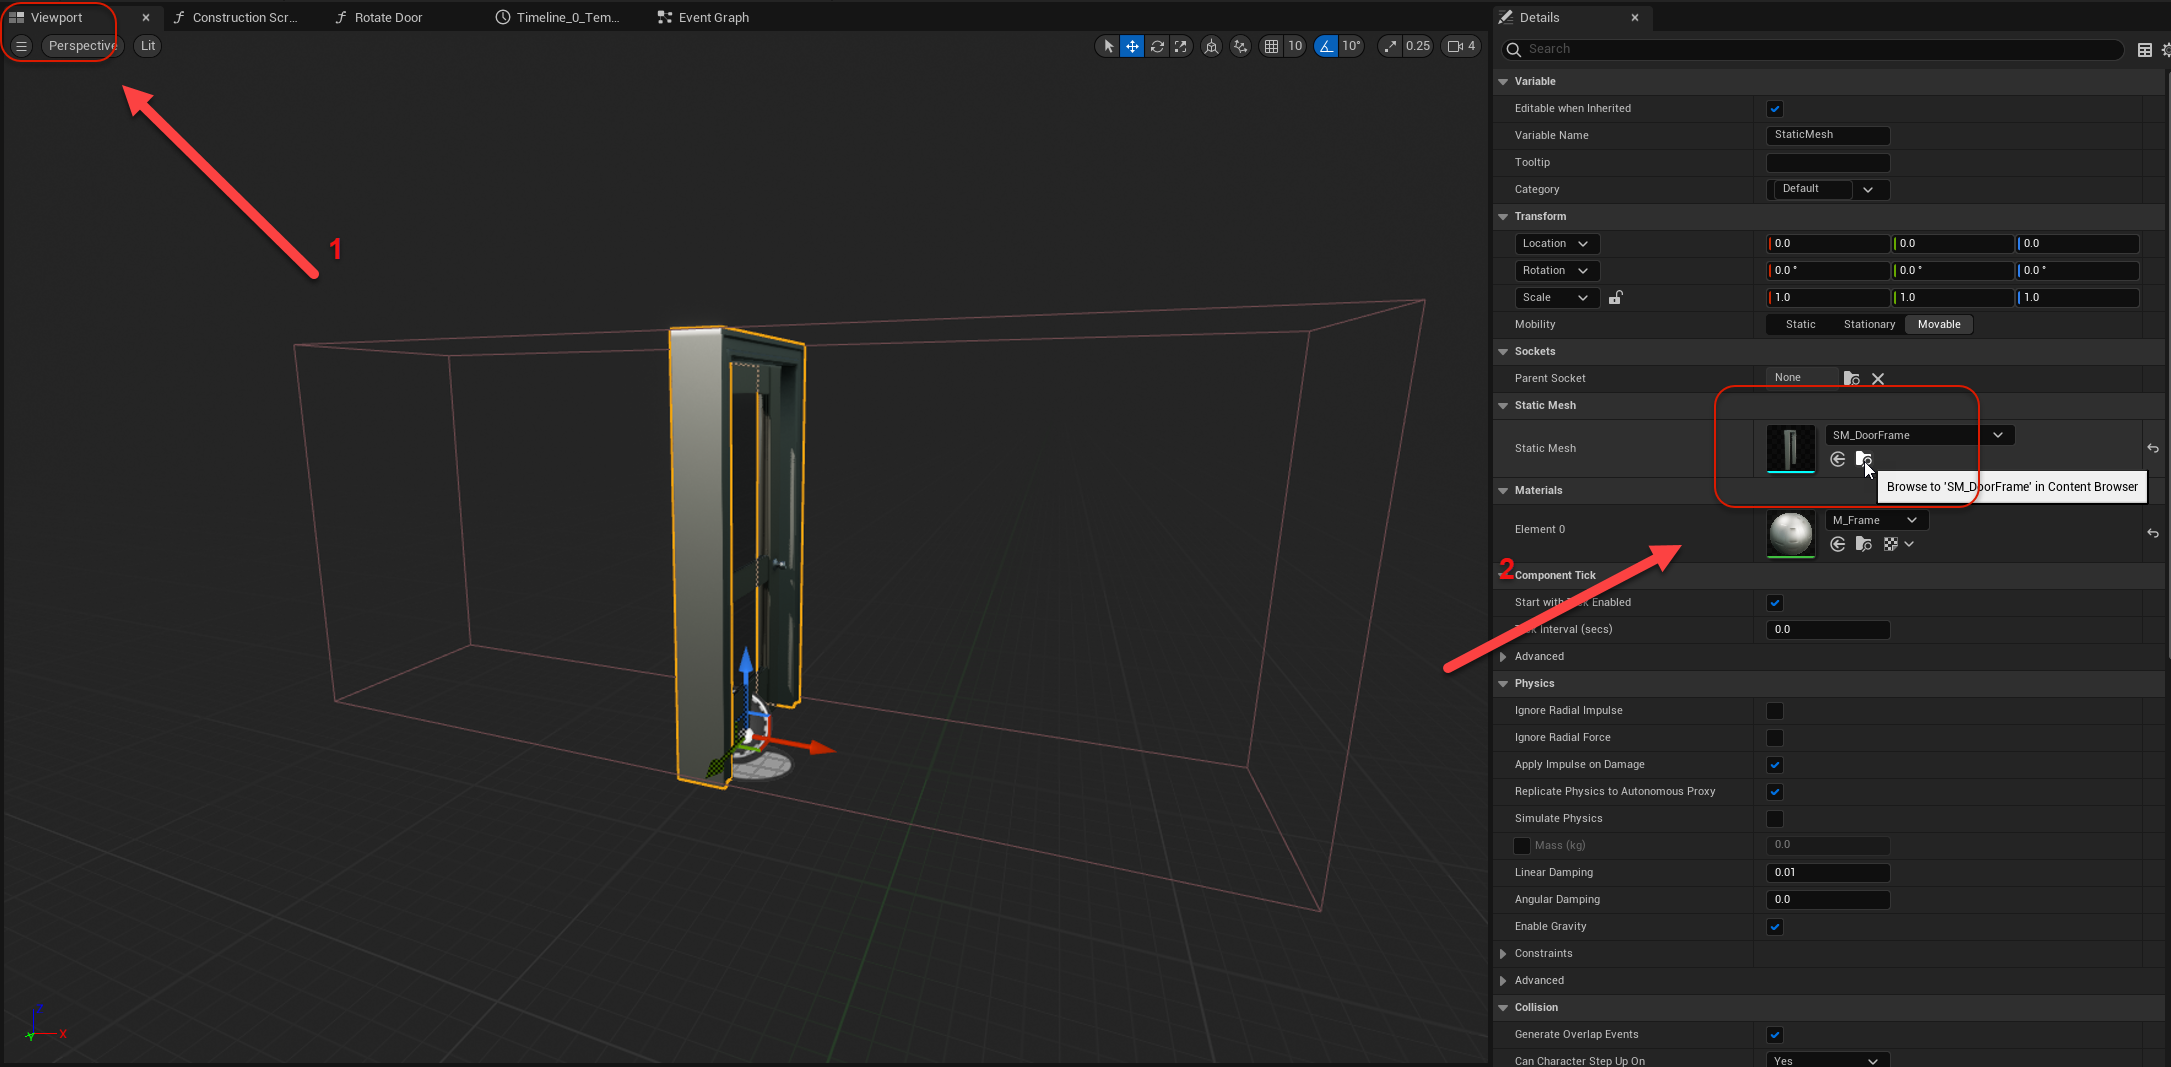 Viewport
Construction Scr...
Rotate Door
Timeline_0_Tem...
Event Graph
Perspective
Lit
10
10°
0.25
4
1
Z
X
Y
Details
Search
Variable
Editable when Inherited
Variable Name
StaticMesh
Tooltip
Category
Default
Transform
Location
0.0
0.0
0.0
Rotation
0.0 °
0.0 °
0.0 °
Scale
1.0
1.0
1.0
Mobility
Static
Stationary
Movable
Sockets
Parent Socket
None
Static Mesh
Static Mesh
SM_DoorFrame
Browse to 'SM_DoorFrame' in Content Browser
Materials
Element 0
M_Frame
2
Component Tick
Start with Tick Enabled
Tick Interval (secs)
0.0
Advanced
Physics
Ignore Radial Impulse
Ignore Radial Force
Apply Impulse on Damage
Replicate Physics to Autonomous Proxy
Simulate Physics
Mass (kg)
0.0
Linear Damping
0.01
Angular Damping
0.0
Enable Gravity
Constraints
Advanced
Collision
Generate Overlap Events
Can Character Step Up On
Yes